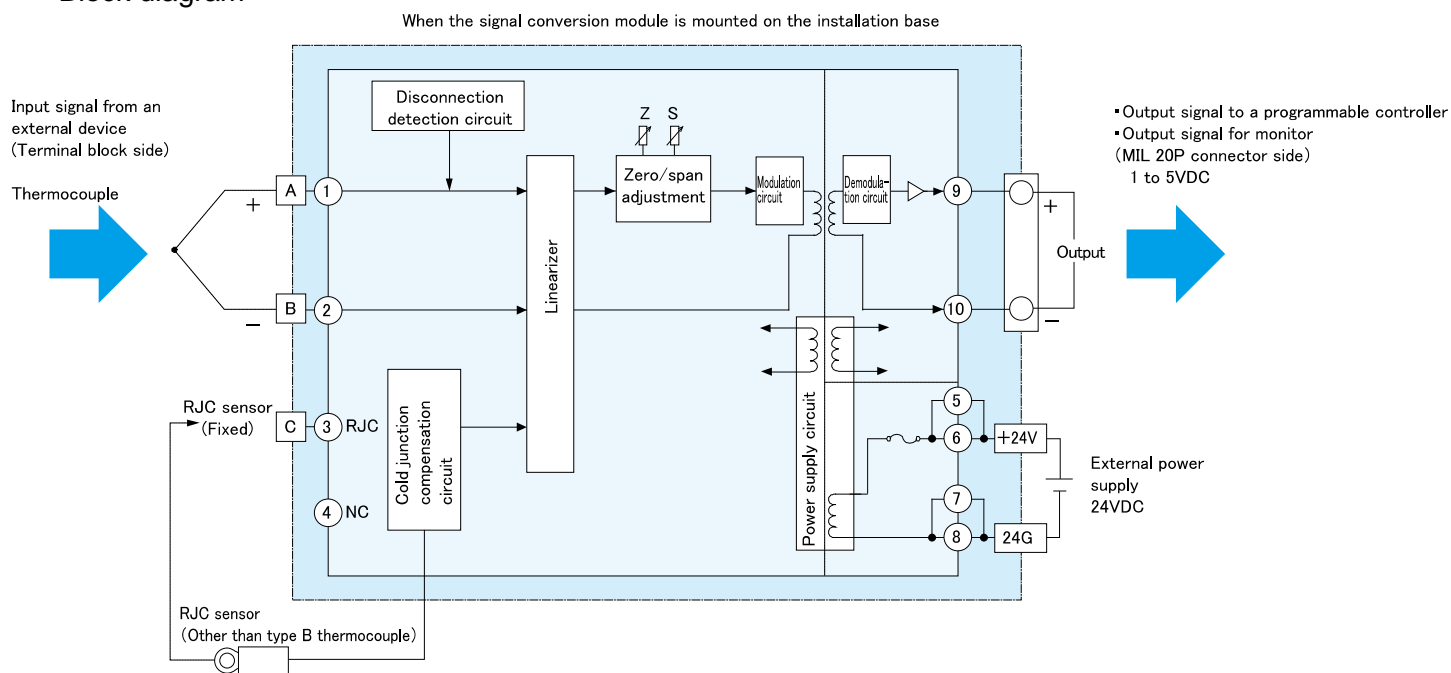 Block diagram
When the signal conversion module is mounted on the installation base
Input signal from an
external device
(Terminal block side)
Thermocouple
A
1
+
B
2
−
Disconnection
detection circuit
Linearizer
Z
S
Zero/span
adjustment
Modulation
circuit
Demodula-
tion circuit
9
10
+
Output
−
▪Output signal to a programmable controller
▪Output signal for monitor
(MIL 20P connector side)
1 to 5VDC
RJC sensor
(Fixed)
C
3
RJC
4
NC
Cold junction
compensation
circuit
Power supply circuit
5
6
7
8
+24V
24G
External power
supply
24VDC
RJC sensor
(Other than type B thermocouple)